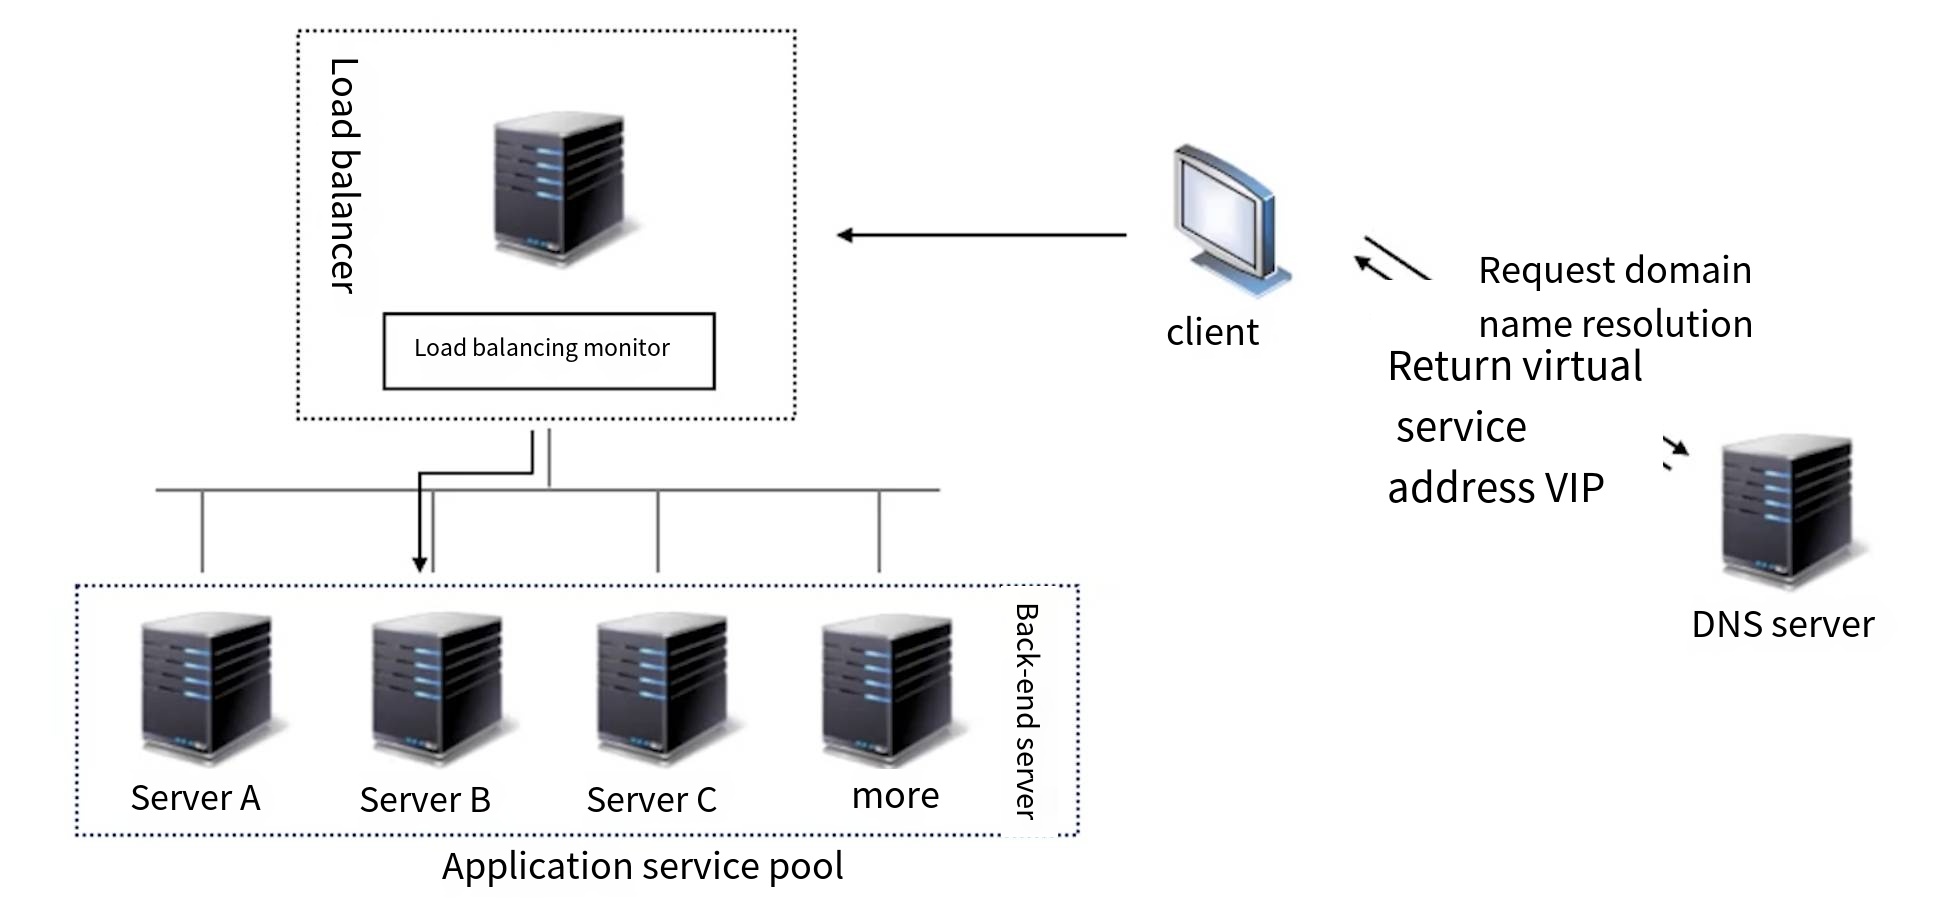 Load balancer
Load balancing monitor
client
Request domain
name resolution
Return virtual
service
address VIP
DNS server
Server A
Server B
Server C
more
Back-end server
Application service pool